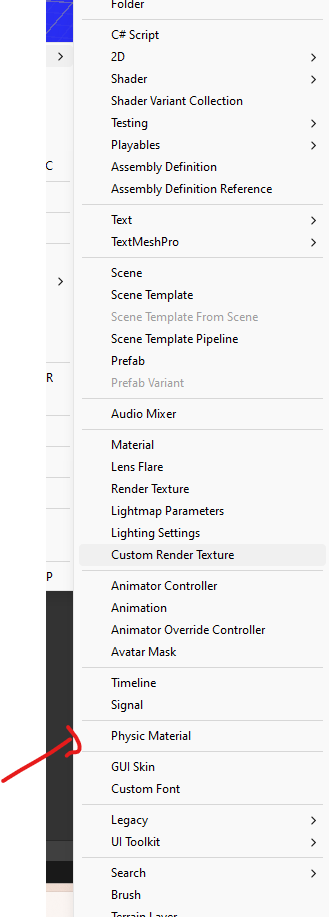 Folder
C# Script
2D
Shader
Shader Variant Collection
Testing
Playables
C
Assembly Definition
Assembly Definition Reference
Text
TextMeshPro
Scene
Scene Template
Scene Template From Scene
Scene Template Pipeline
Prefab
R
Prefab Variant
Audio Mixer
Material
Lens Flare
Render Texture
Lightmap Parameters
Lighting Settings
Custom Render Texture
P
Animator Controller
Animation
Animator Override Controller
Avatar Mask
Timeline
Signal
Physic Material
GUI Skin
Custom Font
Legacy
UI Toolkit
Search
Brush
Terrain Layer